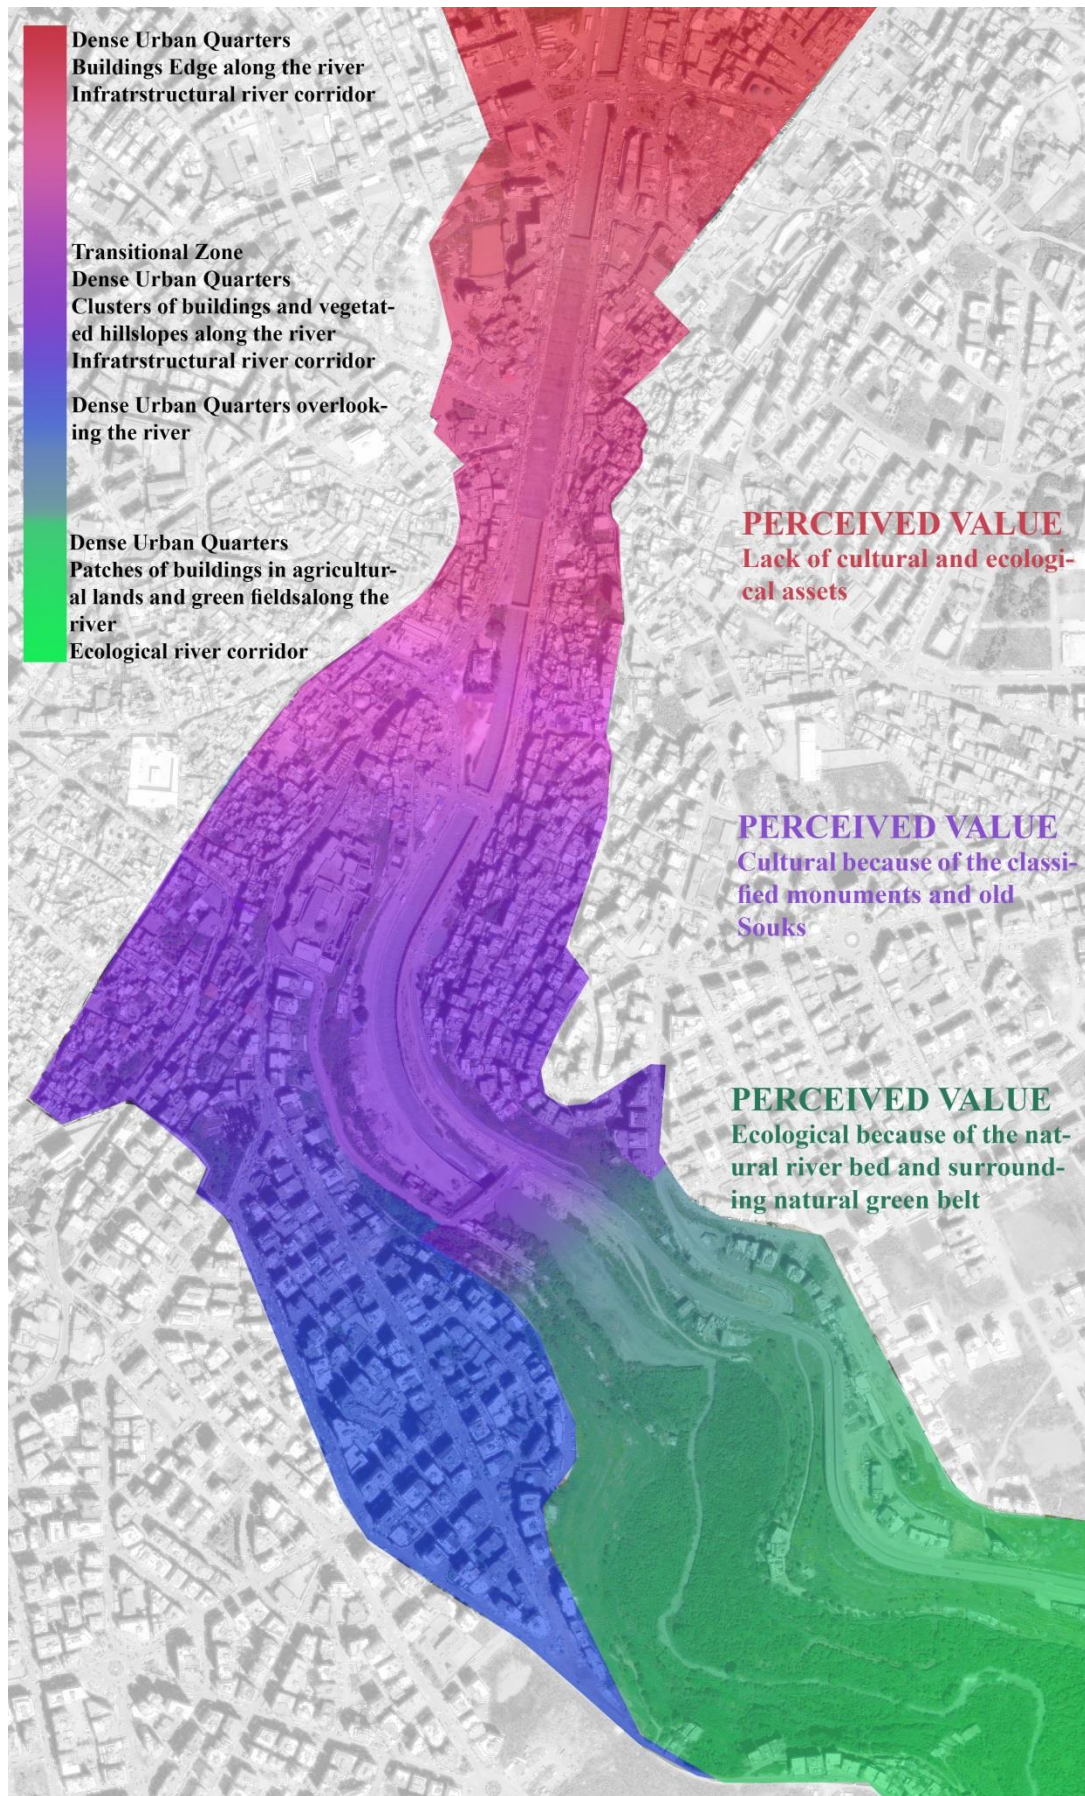 Dense Urban Quarters
Buildings Edge along the river
Infratrstructural river corridor
Transitional Zone
Dense Urban Quarters
Clusters of buildings and vegetat-
ed hillslopes along the river
Infratrstructural river corridor
Dense Urban Quarters overlook-
ing the river
Dense Urban Quarters
Patches of buildings in agricultur-
al lands and green fieldsalong the
river
Ecological river corridor
PERCEIVED VALUE
Lack of cultural and ecologi-
cal assets
PERCEIVED VALUE
Cultural because of the classi-
fied monuments and old
Souks
PERCEIVED VALUE
Ecological because of the nat-
ural river bed and surround-
ing natural green belt